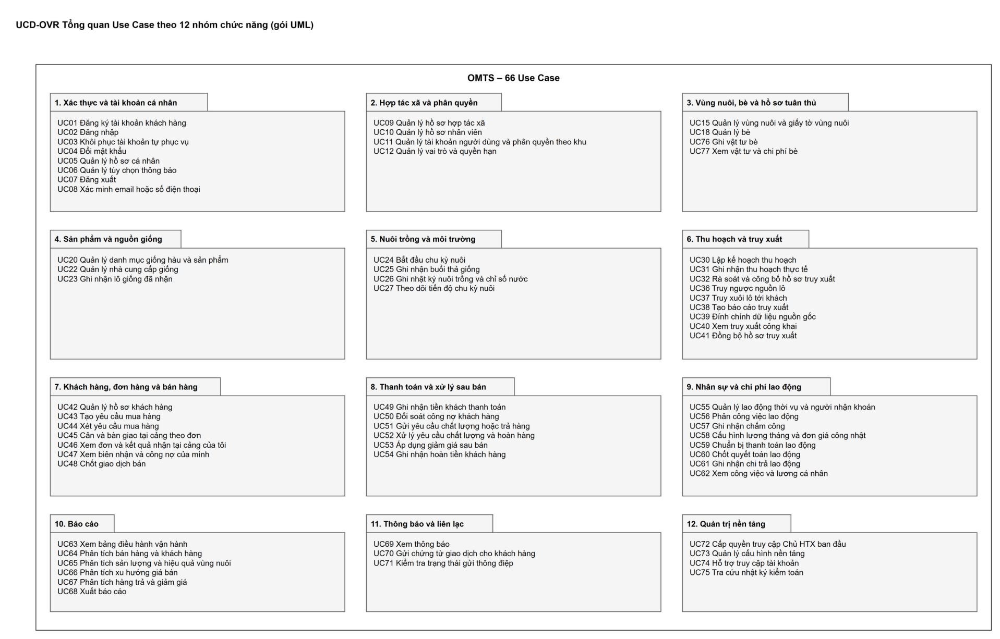 UCD-OVR Tổng quan Use Case theo 12 nhóm chức năng (gói UML)
OMTS – 66 Use Case
1. Xác thực và tài khoản cá nhân
UC01 Đăng ký tài khoản khách hàng
UC02 Đăng nhập
UC03 Khôi phục tài khoản tự phục vụ
UC04 Đổi mật khẩu
UC05 Quản lý hồ sơ cá nhân
UC06 Quản lý tùy chọn thông báo
UC07 Đăng xuất
UC08 Xác minh email hoặc số điện thoại
2. Hợp tác xã và phân quyền
UC09 Quản lý hồ sơ hợp tác xã
UC10 Quản lý hồ sơ nhân viên
UC11 Quản lý tài khoản người dùng và phân quyền theo khu
UC12 Quản lý vai trò và quyền hạn
3. Vùng nuôi, bè và hồ sơ tuân thủ
UC15 Quản lý vùng nuôi và giấy tờ vùng nuôi
UC18 Quản lý bè
UC76 Ghi vật tư bè
UC77 Xem vật tư và chi phí bè
4. Sản phẩm và nguồn giống
UC20 Quản lý danh mục giống hàu và sản phẩm
UC22 Quản lý nhà cung cấp giống
UC23 Ghi nhận lô giống đã nhận
5. Nuôi trồng và môi trường
UC24 Bắt đầu chu kỳ nuôi
UC25 Ghi nhận buổi thả giống
UC26 Ghi nhật ký nuôi trồng và chỉ số nước
UC27 Theo dõi tiến độ chu kỳ nuôi
6. Thu hoạch và truy xuất
UC30 Lập kế hoạch thu hoạch
UC31 Ghi nhận thu hoạch thực tế
UC32 Rà soát và công bố hồ sơ truy xuất
UC36 Truy ngược nguồn lô
UC37 Truy xuôi lô tới khách
UC38 Tạo báo cáo truy xuất
UC39 Đính chính dữ liệu nguồn gốc
UC40 Xem truy xuất công khai
UC41 Đồng bộ hồ sơ truy xuất
7. Khách hàng, đơn hàng và bán hàng
UC42 Quản lý hồ sơ khách hàng
UC43 Tạo yêu cầu mua hàng
UC44 Xét yêu cầu mua hàng
UC45 Cân và bàn giao tại cảng theo đơn
UC46 Xem đơn và kết quả nhận tại cảng của tôi
UC47 Xem biên nhận và công nợ của mình
UC48 Chốt giao dịch bán
8. Thanh toán và xử lý sau bán
UC49 Ghi nhận tiền khách thanh toán
UC50 Đối soát công nợ khách hàng
UC51 Gửi yêu cầu chất lượng hoặc trả hàng
UC52 Xử lý yêu cầu chất lượng và hoàn hàng
UC53 Áp dụng giảm giá sau bán
UC54 Ghi nhận hoàn tiền khách hàng
9. Nhân sự và chi phí lao động
UC55 Quản lý lao động thời vụ và người nhận khoán
UC56 Phân công việc lao động
UC57 Ghi nhận chấm công
UC58 Cấu hình lương tháng và đơn giá công nhật
UC59 Chuẩn bị thanh toán lao động
UC60 Chốt quyết toán lao động
UC61 Ghi nhận chi trả lao động
UC62 Xem công việc và lương cá nhân
10. Báo cáo
UC63 Xem bảng điều hành vận hành
UC64 Phân tích bán hàng và khách hàng
UC65 Phân tích sản lượng và hiệu quả vùng nuôi
UC66 Phân tích xu hướng giá bán
UC67 Phân tích hàng trả và giảm giá
UC68 Xuất báo cáo
11. Thông báo và liên lạc
UC69 Xem thông báo
UC70 Gửi chứng từ giao dịch cho khách hàng
UC71 Kiểm tra trạng thái gửi thông điệp
12. Quản trị nền tảng
UC72 Cấp quyền truy cập Chủ HTX ban đầu
UC73 Quản lý cấu hình nền tảng
UC74 Hỗ trợ truy cập tài khoản
UC75 Tra cứu nhật ký kiểm toán